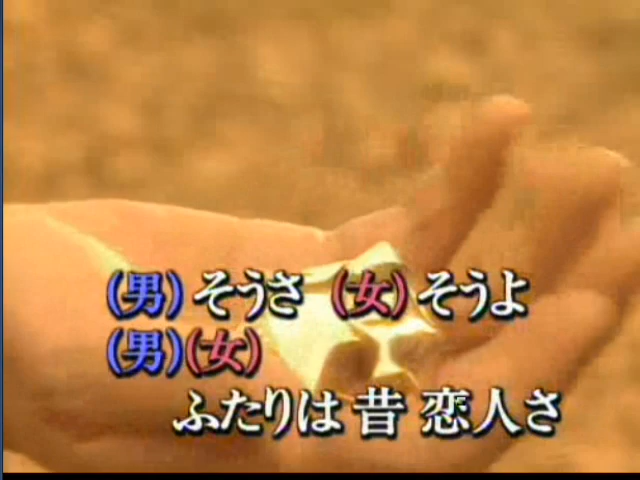 (男)そうさ (女)そうよ
(男)(女)
ふたりは 昔 恋人さ